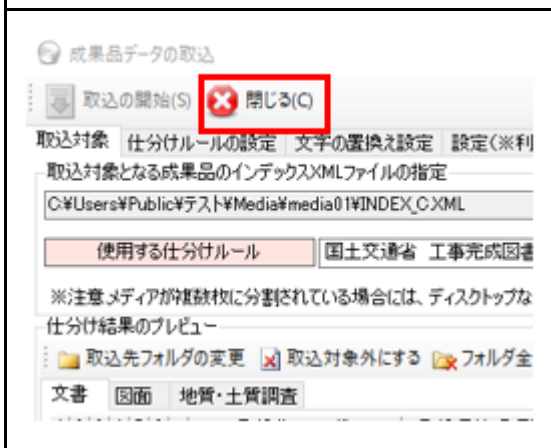 成果品データの取込
取込の開始(S) 閉じる(C)
取込対象 仕分けルールの設定 文字の置換え設定 設定(※利
取込対象となる成果品のインデックスXMLファイルの指定
C:¥Users¥Public¥テスト¥Media¥media01¥INDEX_C.XML
使用する仕分けルール 国土交通省 工事完成図書
※注意 メディアが複数枚に分割されている場合には、ディスクトップな
仕分け結果のプレビュー
取込先フォルダの変更 取込対象外にする フォルダ全
文書 図面 地質・土質調査